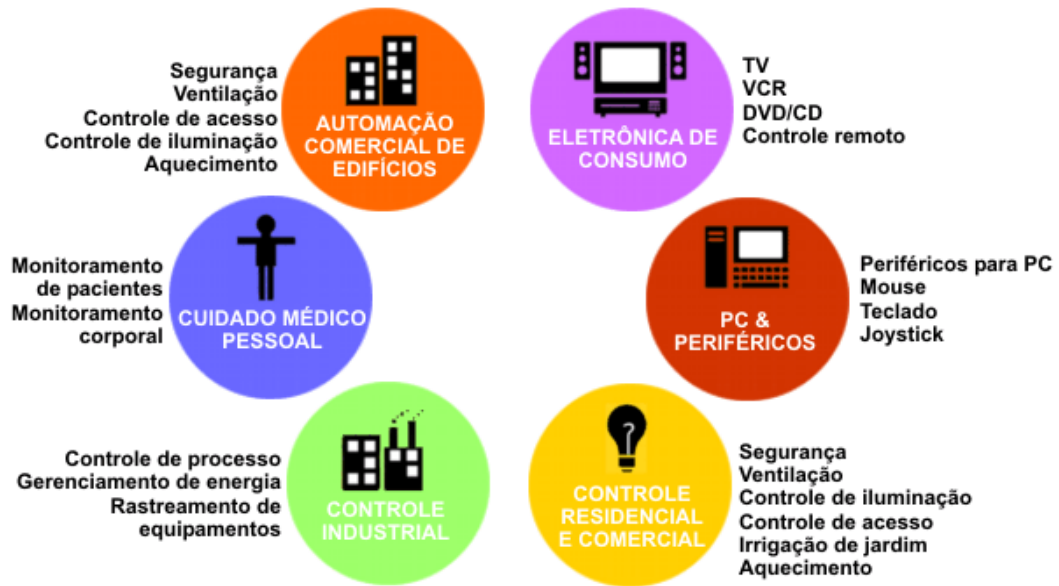 Segurança
Ventilação
Controle de acesso
Controle de iluminação
Aquecimento
AUTOMAÇÃO
COMERCIAL DE
EDIFÍCIOS
ELETRÔNICA DE
CONSUMO
TV
VCR
DVD/CD
Controle remoto
Monitoramento
de pacientes
Monitoramento
corporal
CUIDADO MÉDICO
PESSOAL
PC &
PERIFÉRICOS
Periféricos para PC
Mouse
Teclado
Joystick
Controle de processo
Gerenciamento de energia
Rastreamento de
equipamentos
CONTROLE
INDUSTRIAL
?
CONTROLE
RESIDENCIAL
E COMERCIAL
Segurança
Ventilação
Controle de iluminação
Controle de acesso
Irrigação de jardim
Aquecimento